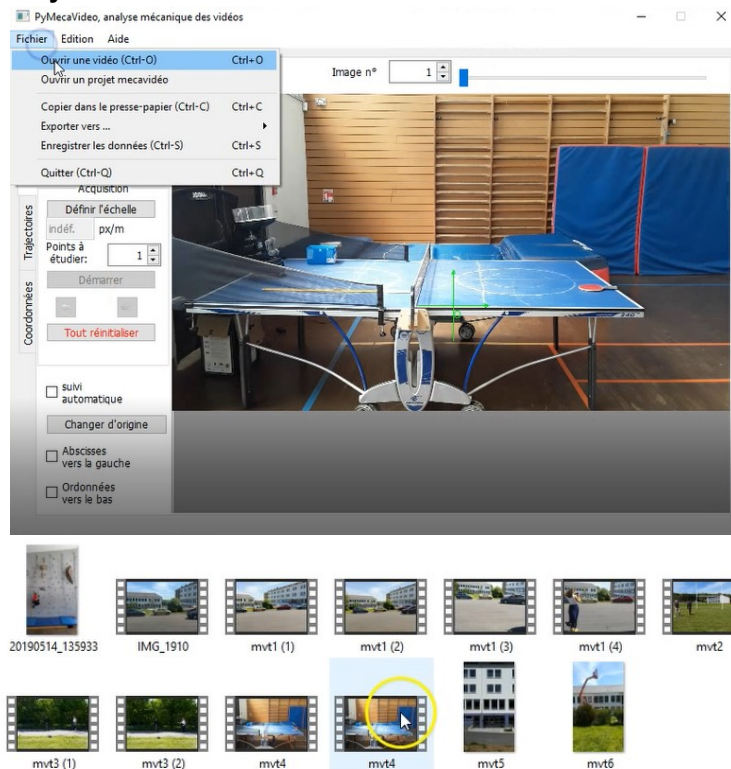 PyMecaVideo, analyse mécanique des vidéos
Fichier Edition Aide
Ouvrir une vidéo (Ctrl-O) Ctrl+O
Ouvrir un projet mecavidéo
Copier dans le presse-papier (Ctrl-C) Ctrl+C
Exporter vers ...
Enregistrer les données (Ctrl-S) Ctrl+S
Quitter (Ctrl-Q) Ctrl+Q
Image n° 1
Acquisition
Trajectoires
Coordonnées
Définir l'échelle
indéf. px/m
Points à
étudier: 1
Démarrer
Tout réinitialiser
suivi
automatique
Changer d'origine
Abscisses
vers la gauche
Ordonnées
vers le bas
20190514_135933 IMG_1910 mvt1 (1) mvt1 (2) mvt1 (3) mvt1 (4) mvt2
mvt3 (1) mvt3 (2) mvt4 mvt4 mvt5 mvt6